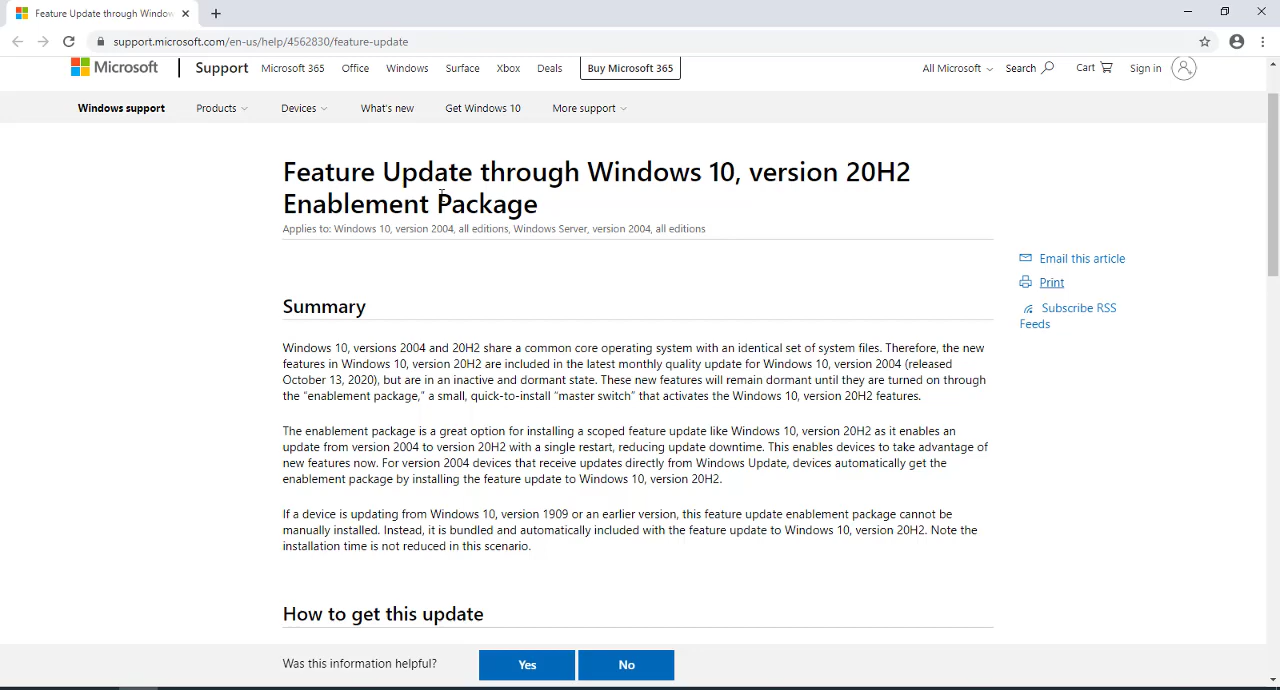 Feature Update through Window
support.microsoft.com/en-us/help/4562830/feature-update
Microsoft Support Microsoft 365 Office Windows Surface Xbox Deals Buy Microsoft 365 All Microsoft Search Cart Sign in
Windows support Products Devices What's new Get Windows 10 More support
Feature Update through Windows 10, version 20H2
Enablement Package
Applies to: Windows 10, version 2004, all editions, Windows Server, version 2004, all editions
Email this article
Print
Subscribe RSS
Feeds
Summary
Windows 10, versions 2004 and 20H2 share a common core operating system with an identical set of system files. Therefore, the new
features in Windows 10, version 20H2 are included in the latest monthly quality update for Windows 10, version 2004 (released
October 13, 2020), but are in an inactive and dormant state. These new features will remain dormant until they are turned on through
the “enablement package,” a small, quick-to-install “master switch” that activates the Windows 10, version 20H2 features.
The enablement package is a great option for installing a scoped feature update like Windows 10, version 20H2 as it enables an
update from version 2004 to version 20H2 with a single restart, reducing update downtime. This enables devices to take advantage of
new features now. For version 2004 devices that receive updates directly from Windows Update, devices automatically get the
enablement package by installing the feature update to Windows 10, version 20H2.
If a device is updating from Windows 10, version 1909 or an earlier version, this feature update enablement package cannot be
manually installed. Instead, it is bundled and automatically included with the feature update to Windows 10, version 20H2. Note the
installation time is not reduced in this scenario.
How to get this update
Was this information helpful? Yes No